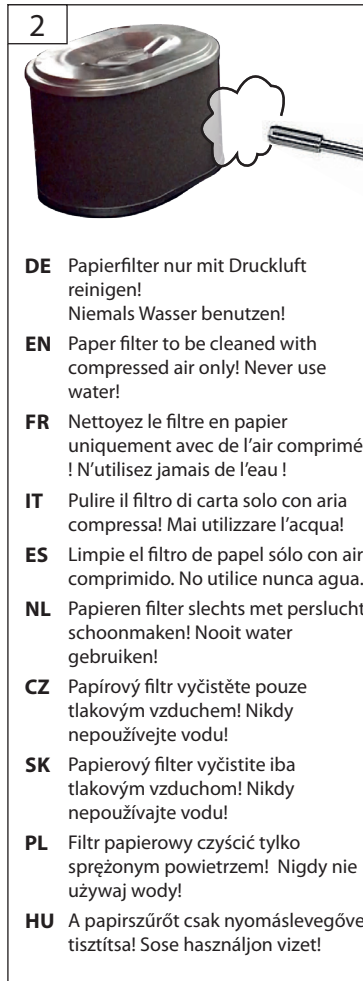 2
DE Papierfilter nur mit Druckluft
reinigen!
Niemals Wasser benutzen!
EN Paper filter to be cleaned with
compressed air only! Never use
water!
FR Nettoyez le filtre en papier
uniquement avec de l'air comprimé
! N'utilisez jamais de l'eau !
IT Pulire il filtro di carta solo con aria
compressa! Mai utilizzare l'acqua!
ES Limpie el filtro de papel sólo con air
comprimido. No utilice nunca agua.
NL Papieren filter slechts met perslucht
schoonmaken! Nooit water
gebruiken!
CZ Papírový filtr vyčistěte pouze
tlakovým vzduchem! Nikdy
nepoužívejte vodu!
SK Papierový filter vyčistite iba
tlakovým vzduchom! Nikdy
nepoužívajte vodu!
PL Filtr papierowy czyścić tylko
sprężonym powietrzem! Nigdy nie
używaj wody!
HU A papirszűrőt csak nyomáslevegőve
tisztítsa! Sose használjon vizet!